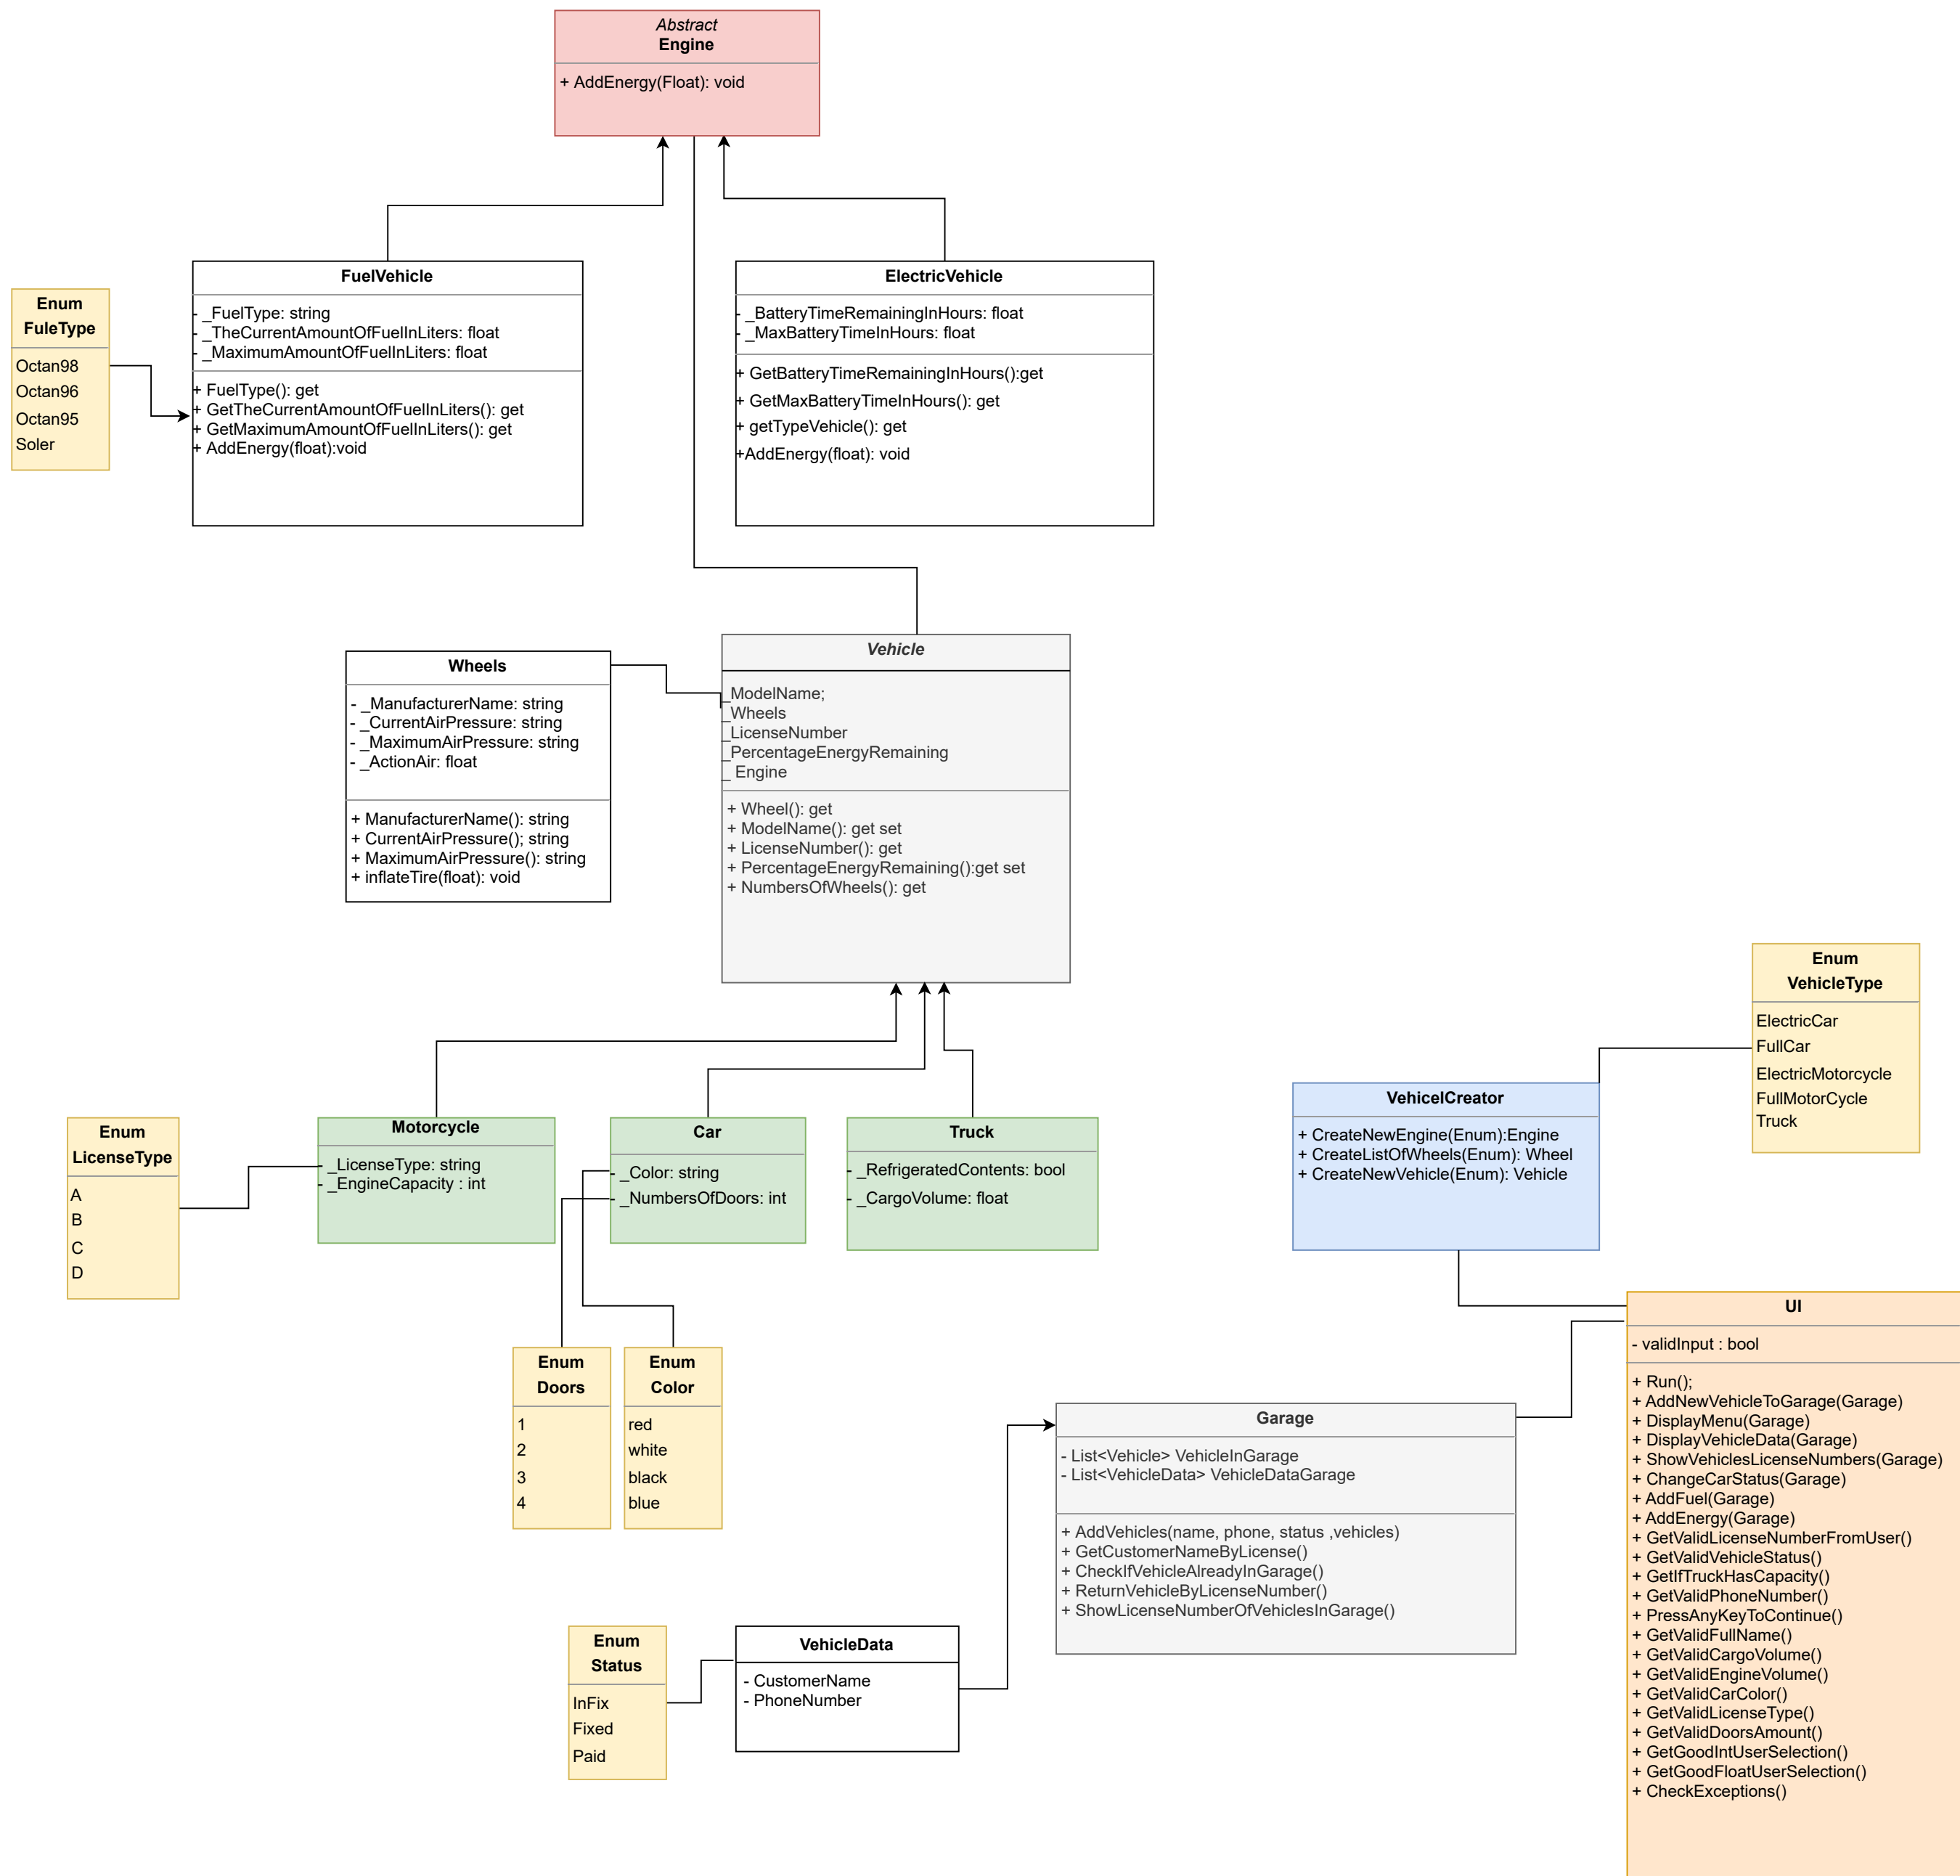 Abstract
Engine
+ AddEnergy(Float): void
FuelVehicle
- _FuelType: string
- _TheCurrentAmountOfFuelInLiters: float
- _MaximumAmountOfFuelInLiters: float
+ FuelType(): get
+ GetTheCurrentAmountOfFuelInLiters(): get
+ GetMaximumAmountOfFuelInLiters(): get
+ AddEnergy(float):void
ElectricVehicle
- _BatteryTimeRemainingInHours: float
- _MaxBatteryTimeInHours: float
+ GetBatteryTimeRemainingInHours():get
+ GetMaxBatteryTimeInHours(): get
+ getTypeVehicle(): get
+AddEnergy(float): void
Enum
FuleType
Octan98
Octan96
Octan95
Soler
Wheels
- _ManufacturerName: string
- _CurrentAirPressure: string
- _MaximumAirPressure: string
- _ActionAir: float
+ ManufacturerName(): string
+ CurrentAirPressure(); string
+ MaximumAirPressure(): string
+ inflateTire(float): void
Vehicle
_ModelName;
_Wheels
_LicenseNumber
_PercentageEnergyRemaining
_ Engine
+ Wheel(): get
+ ModelName(): get set
+ LicenseNumber(): get
+ PercentageEnergyRemaining():get set
+ NumbersOfWheels(): get
Enum
VehicleType
ElectricCar
FullCar
ElectricMotorcycle
FullMotorCycle
Truck
Enum
LicenseType
A
B
C
D
Motorcycle
- _LicenseType: string
- _EngineCapacity : int
Car
- _Color: string
- _NumbersOfDoors: int
Truck
- _RefrigeratedContents: bool
- _CargoVolume: float
VehicelCreator
+ CreateNewEngine(Enum):Engine
+ CreateListOfWheels(Enum): Wheel
+ CreateNewVehicle(Enum): Vehicle
Enum
Doors
1
2
3
4
Enum
Color
red
white
black
blue
UI
- validInput : bool
+ Run();
+ AddNewVehicleToGarage(Garage)
+ DisplayMenu(Garage)
+ DisplayVehicleData(Garage)
+ ShowVehiclesLicenseNumbers(Garage)
+ ChangeCarStatus(Garage)
+ AddFuel(Garage)
+ AddEnergy(Garage)
+ GetValidLicenseNumberFromUser()
+ GetValidVehicleStatus()
+ GetIfTruckHasCapacity()
+ GetValidPhoneNumber()
+ PressAnyKeyToContinue()
+ GetValidFullName()
+ GetValidCargoVolume()
+ GetValidEngineVolume()
+ GetValidCarColor()
+ GetValidLicenseType()
+ GetValidDoorsAmount()
+ GetGoodIntUserSelection()
+ GetGoodFloatUserSelection()
+ CheckExceptions()
Garage
- List<Vehicle> VehicleInGarage
- List<VehicleData> VehicleDataGarage
+ AddVehicles(name, phone, status ,vehicles)
+ GetCustomerNameByLicense()
+ CheckIfVehicleAlreadyInGarage()
+ ReturnVehicleByLicenseNumber()
+ ShowLicenseNumberOfVehiclesInGarage()
Enum
Status
InFix
Fixed
Paid
VehicleData
- CustomerName
- PhoneNumber